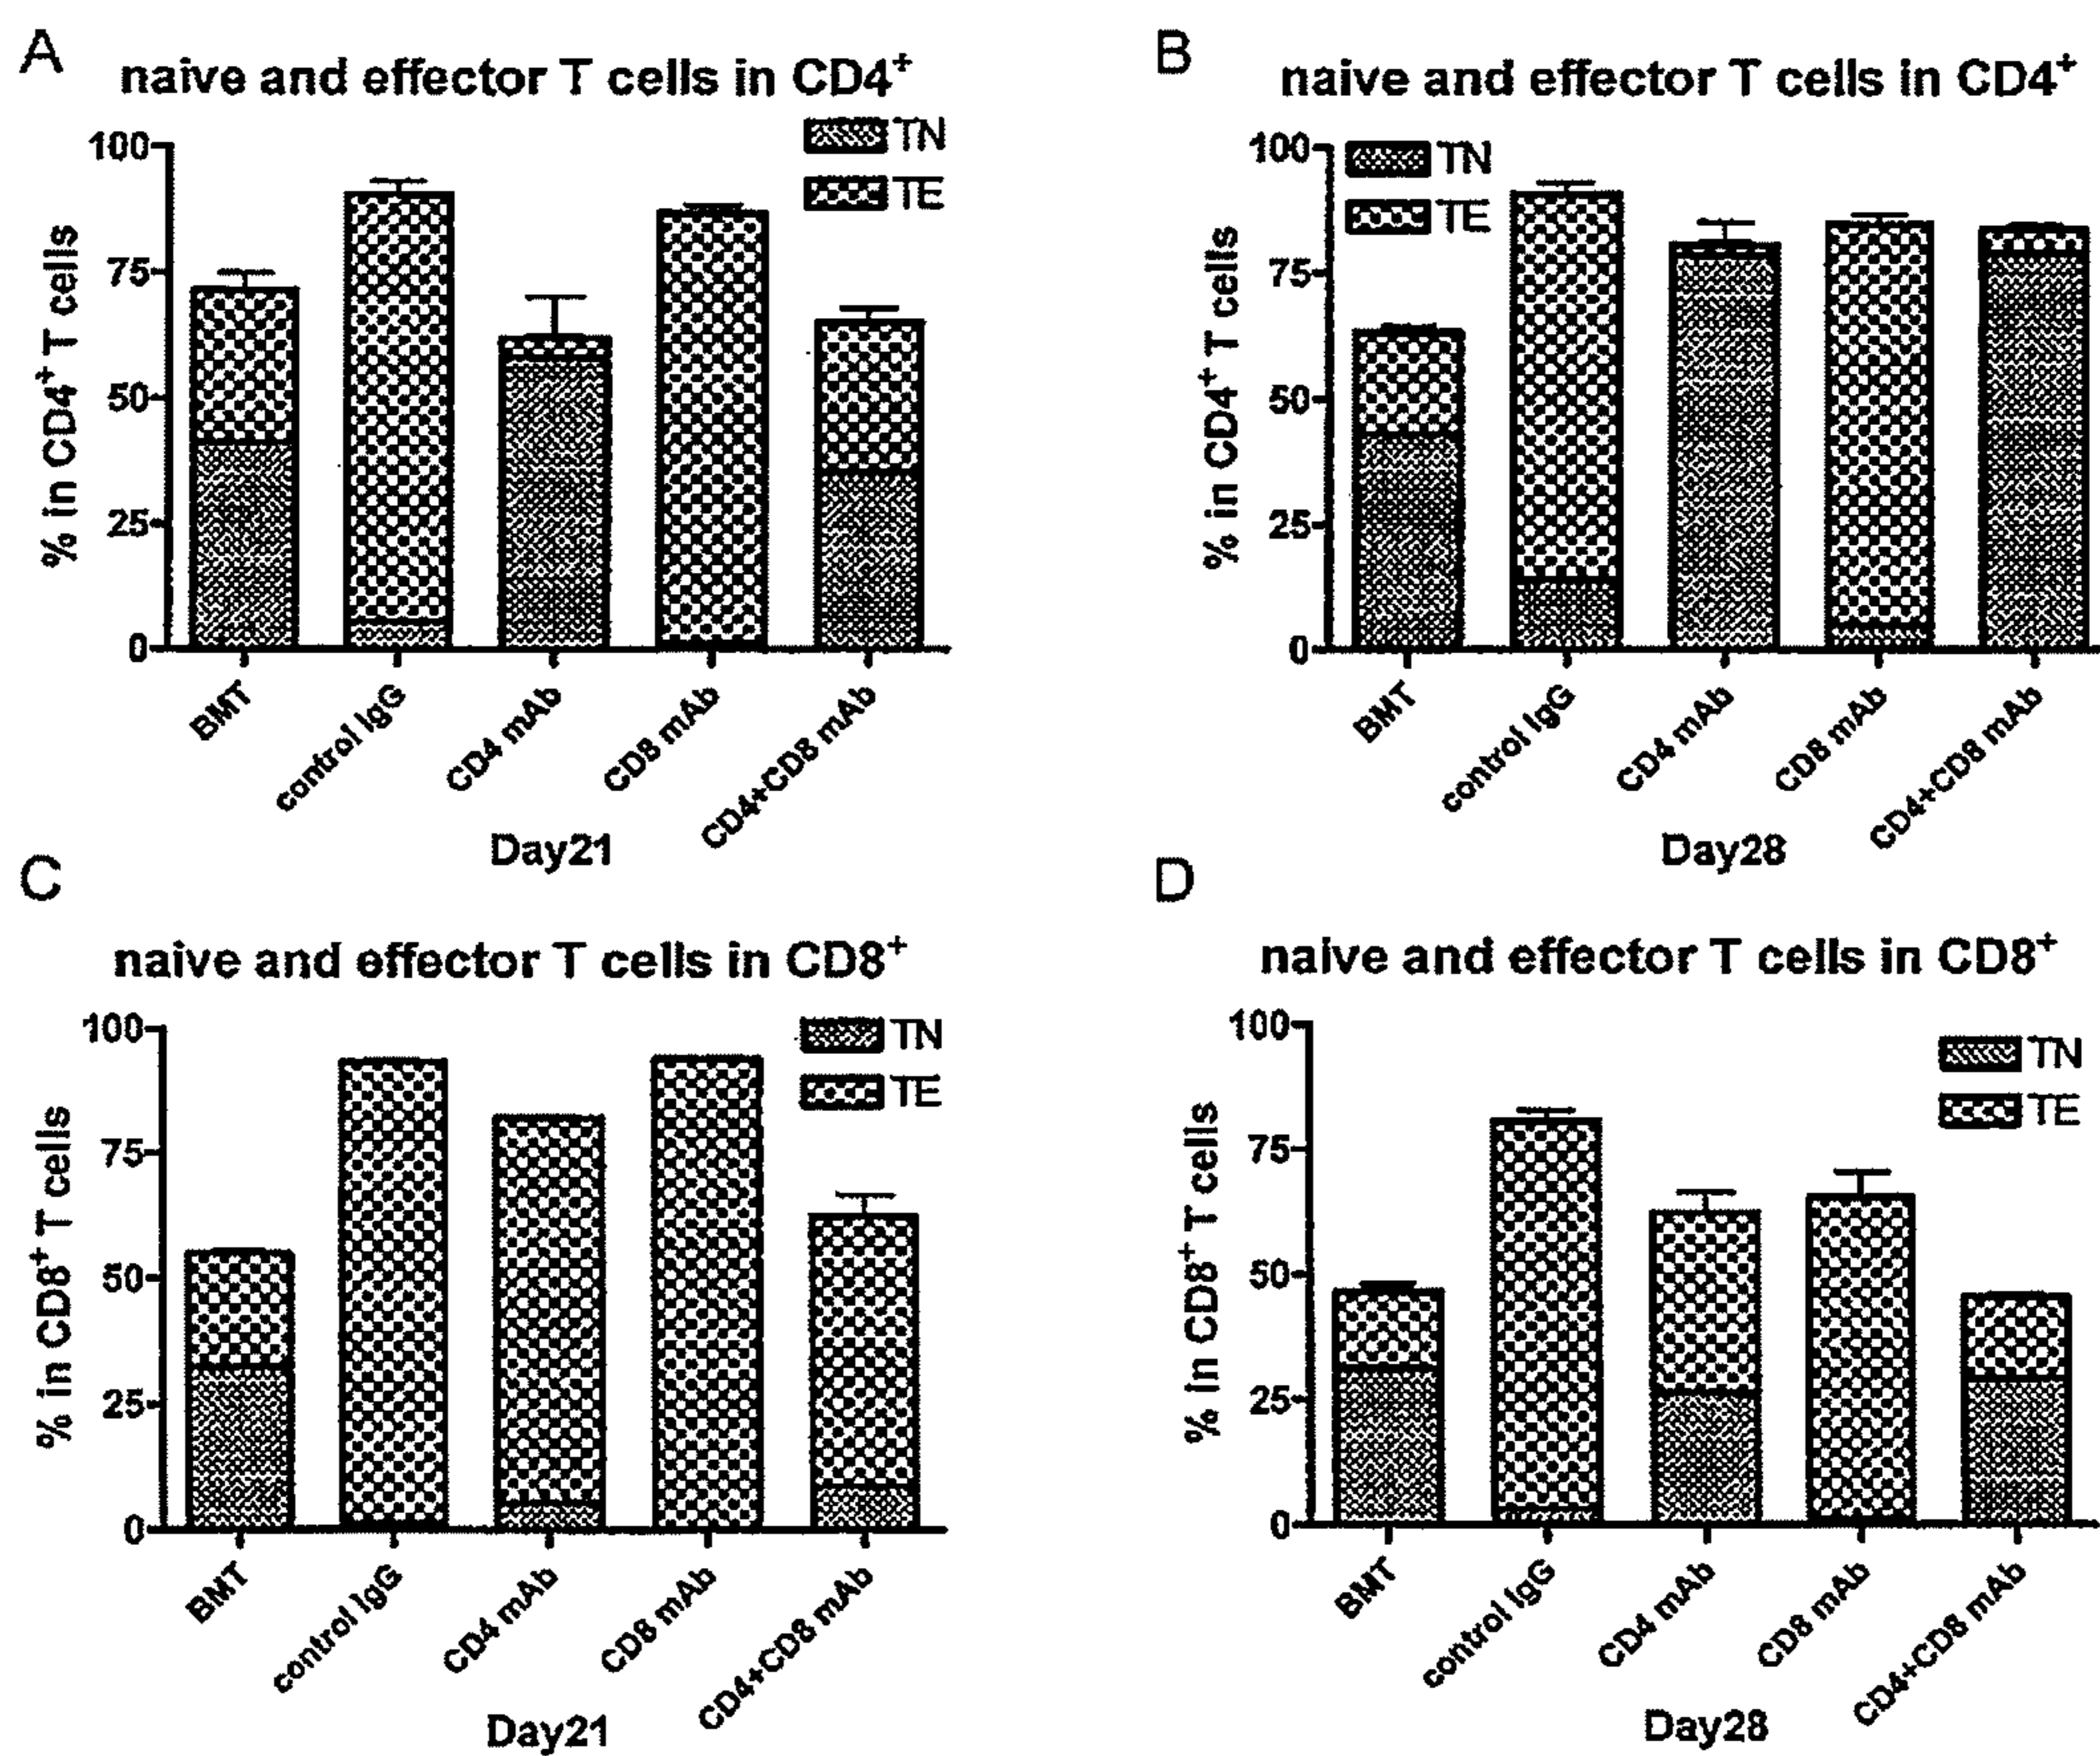 A
naive and effector T cells in CD4+
TN
TE
100
75
50
25
0
% in CD4+ T cells
BMT
control IgG
CD4 mAb
CD8 mAb
CD4+CD8 mAb
Day21
B
naive and effector T cells in CD4+
TN
TE
100
75
50
25
0
% in CD4+ T cells
BMT
control IgG
CD4 mAb
CD8 mAb
CD4+CD8 mAb
Day28
C
naive and effector T cells in CD8+
TN
TE
100
75
50
25
0
% in CD8+ T cells
BMT
control IgG
CD4 mAb
CD8 mAb
CD4+CD8 mAb
Day21
D
naive and effector T cells in CD8+
TN
TE
100
75
50
25
0
% in CD8+ T cells
BMT
control IgG
CD4 mAb
CD8 mAb
CD4+CD8 mAb
Day28